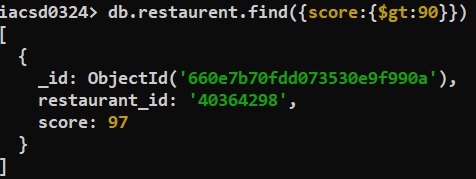 iacsd0324> db.restaurent.find({score:{$gt:90}})
[
  {
    _id: ObjectId('660e7b70fdd073530e9f990a'),
    restaurant_id: '40364298',
    score: 97
  }
]